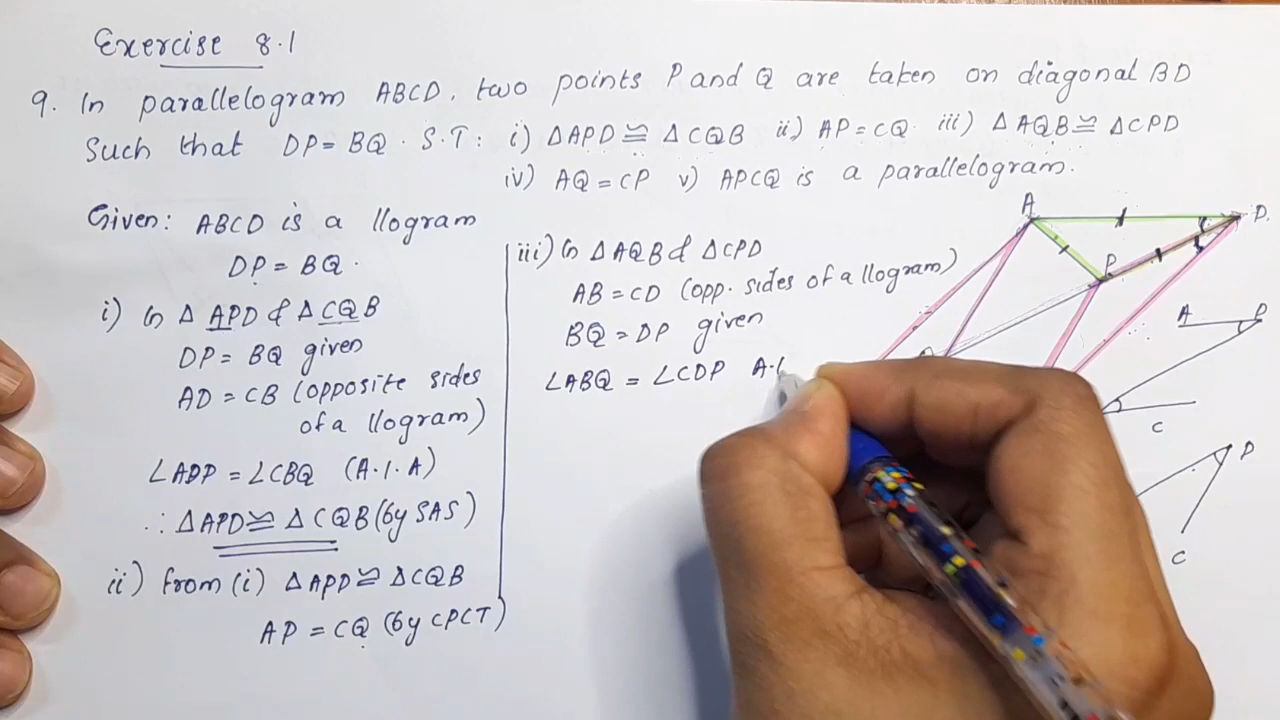 Exercise 8.1
9. In parallelogram ABCD, two points P and Q are taken on diagonal BD
Such that DP = BQ. S.T: i) ΔAPD ≅ ΔCQB ii) AP = CQ iii) ΔAQB ≅ ΔCPD
iv) AQ = CP v) APCQ is a parallelogram.
Given: ABCD is a llogram
DP = BQ.
i) In ΔAPD & ΔCQB
DP = BQ given
AD = CB (opposite sides
of a llogram)
∠ADP = ∠CBQ (A.I.A)
∴ ΔAPD ≅ ΔCQB (by SAS)
ii) from (i) ΔAPD ≅ ΔCQB
AP = CQ (by CPCT)
iii) In ΔAQB & ΔCPD
AB = CD (opp. sides of a llogram)
BQ = DP given
∠ABQ = ∠CDP A.I
A
D.
P
A
D
C
D
C